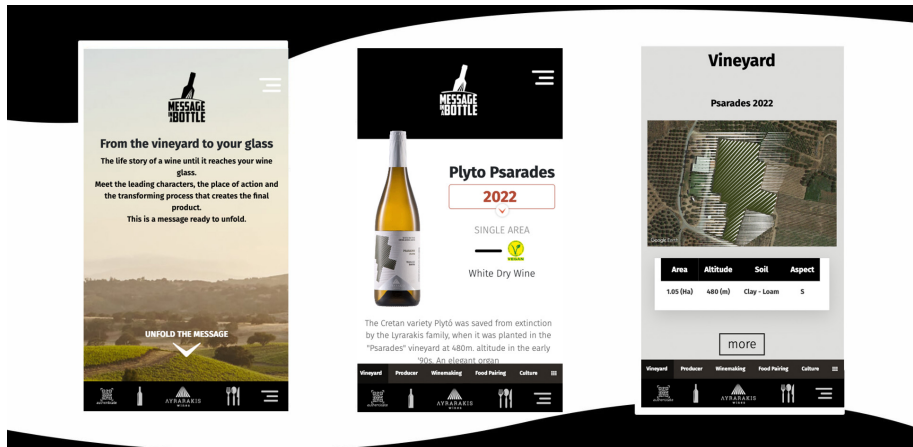 MESSAGE
IN A
BOTTLE
From the vineyard to your glass
The life story of a wine until it reaches your wine
glass.
Meet the leading characters, the place of action and
the transforming process that creates the final
product.
This is a message ready to unfold.
UNFOLD THE MESSAGE
ΛYRARAKIS
WINES
MESSAGE
IN A
BOTTLE
Plyto Psarades
2022
SINGLE AREA
VEGAN
White Dry Wine
The Cretan variety Plytó was saved from extinction
by the Lyrarakis family, when it was planted in the
"Psarades" vineyard at 480m. altitude in the early
'90s. An elegant organ
Vineyard Producer Winemaking Food Pairing Culture
ΛYRARAKIS
WINES
Vineyard
Psarades 2022
Google Earth
Area Altitude Soil Aspect
1.05 (Ha) 480 (m) Clay - Loam S
more
Vineyard Producer Winemaking Food Pairing Culture
ΛYRARAKIS
WINES